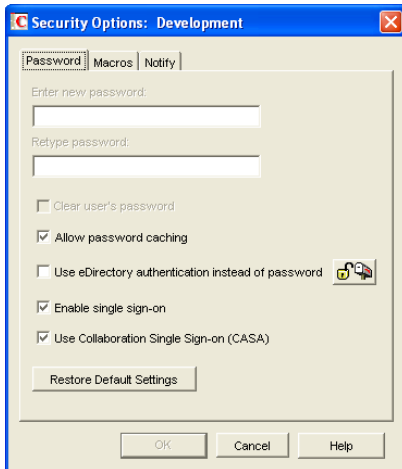 Security Options: Development
Password Macros Notify
Enter new password:
Retype password:
Clear user's password
Allow password caching
Use eDirectory authentication instead of password
Enable single sign-on
Use Collaboration Single Sign-on (CASA)
Restore Default Settings
OK Cancel Help